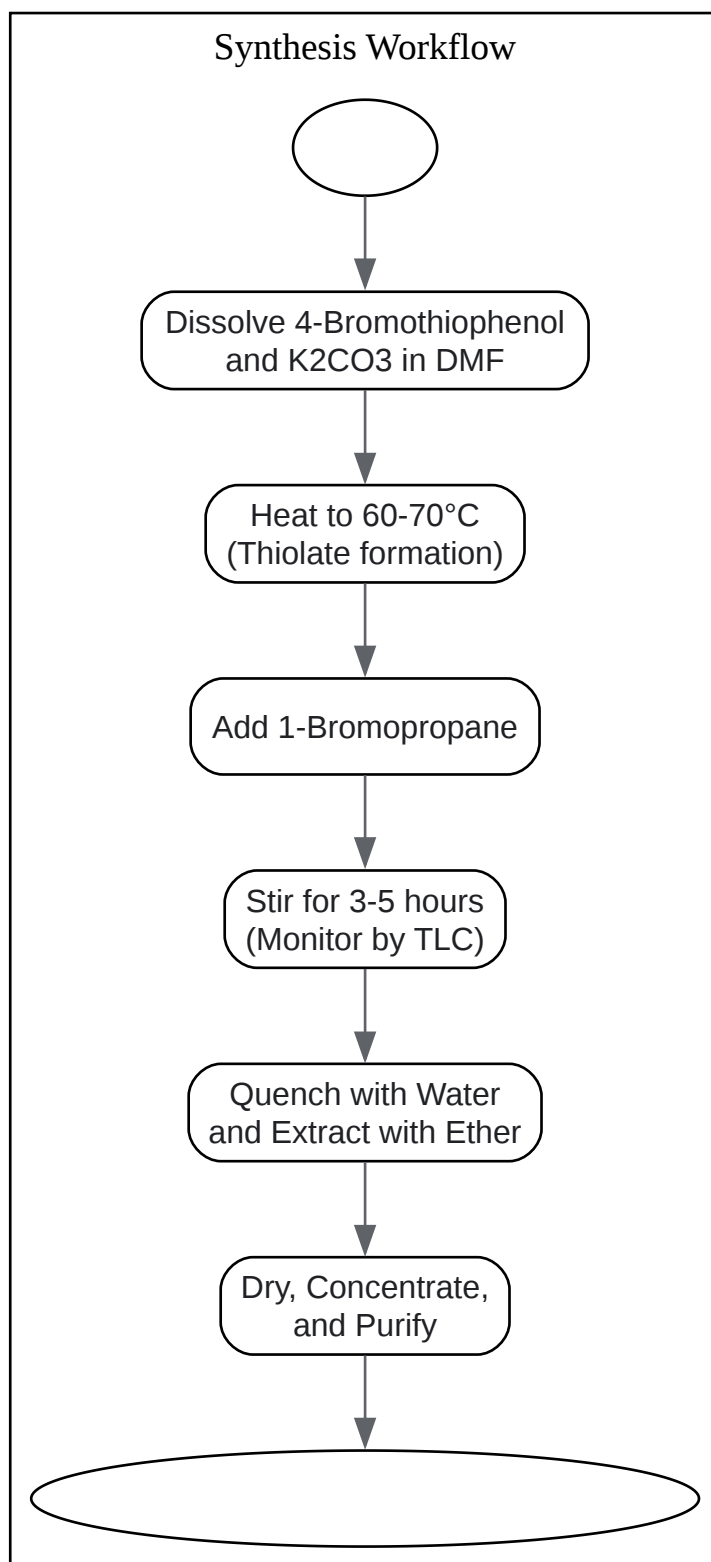 Synthesis Workflow
Dissolve 4-Bromothiophenol
and K2CO3 in DMF
Heat to 60-70°C
(Thiolate formation)
Add 1-Bromopropane
Stir for 3-5 hours
(Monitor by TLC)
Quench with Water
and Extract with Ether
Dry, Concentrate,
and Purify